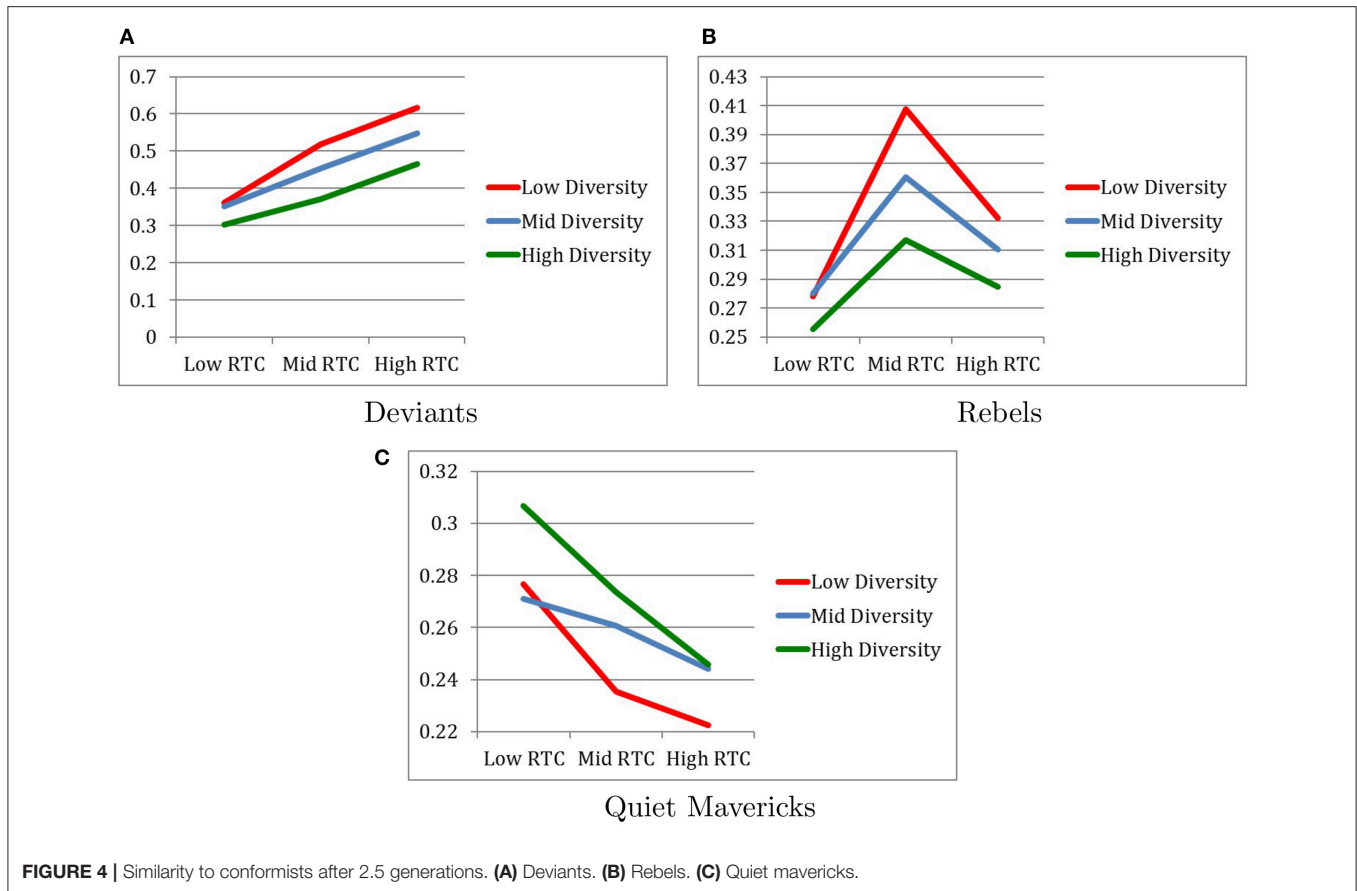 A
0.7
0.6
0.5
0.4
0.3
0.2
0.1
0
Low RTC Mid RTC High RTC
Low Diversity
Mid Diversity
High Diversity
Deviants
B
0.43
0.41
0.39
0.37
0.35
0.33
0.31
0.29
0.27
0.25
Low RTC Mid RTC High RTC
Low Diversity
Mid Diversity
High Diversity
Rebels
C
0.32
0.3
0.28
0.26
0.24
0.22
Low RTC Mid RTC High RTC
Low Diversity
Mid Diversity
High Diversity
Quiet Mavericks
FIGURE 4 | Similarity to conformists after 2.5 generations. (A) Deviants. (B) Rebels. (C) Quiet mavericks.